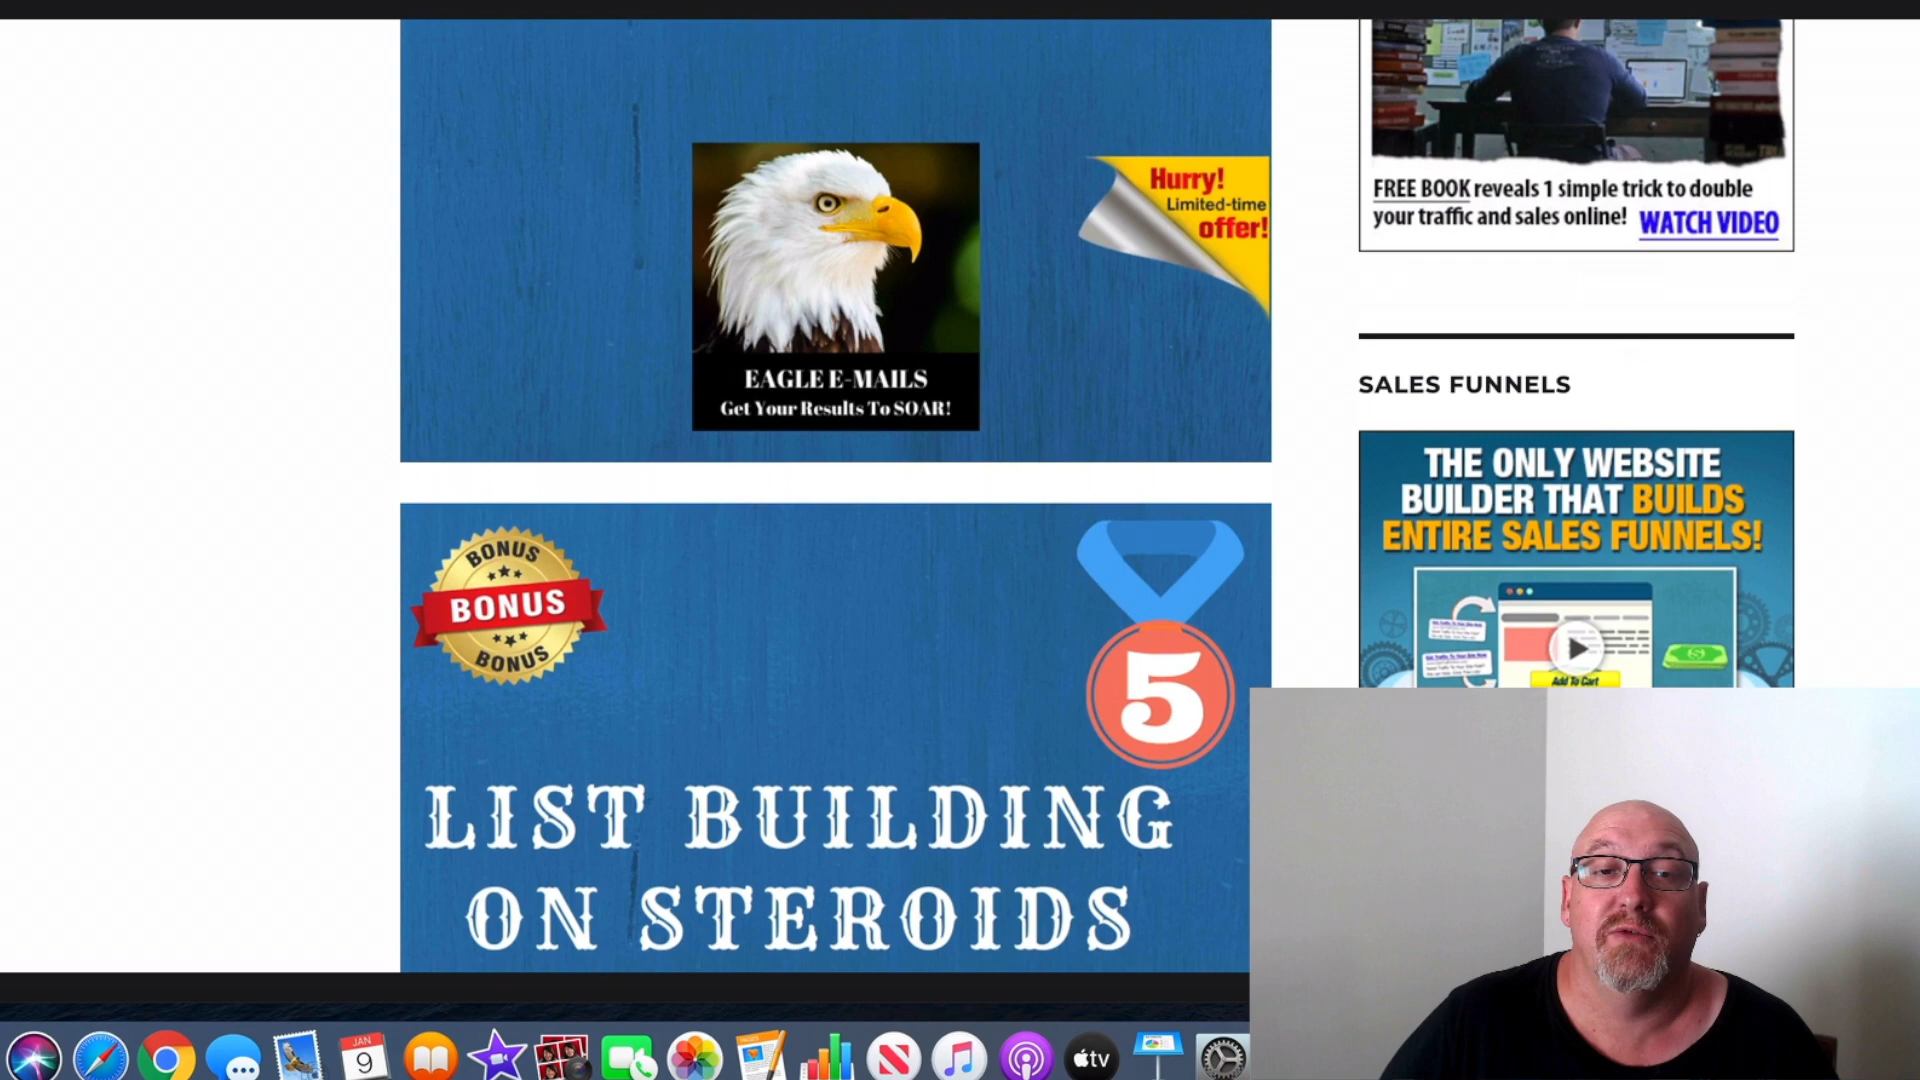 Hurry!
Limited-time
offer!
EAGLE E-MAILS
Get Your Results To SOAR!
FREE BOOK reveals 1 simple trick to double
your traffic and sales online! WATCH VIDEO
SALES FUNNELS
THE ONLY WEBSITE
BUILDER THAT BUILDS
ENTIRE SALES FUNNELS!
Add To Cart
BONUS
BONUS
BONUS
5
LIST BUILDING
ON STEROIDS
JAN
9
tv